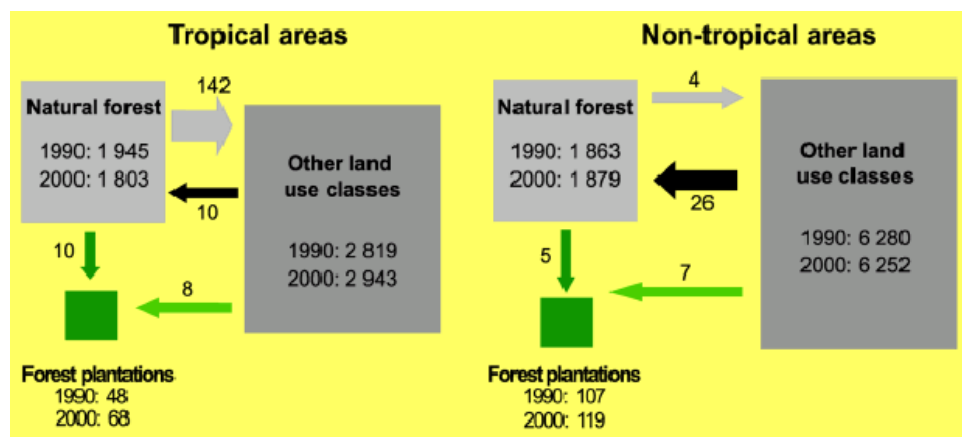 Tropical areas
142
Natural forest
1990: 1 945
2000: 1 803
10
Other land
use classes
1990: 2 819
2000: 2 943
10
8
Forest plantations
1990: 48
2000: 68
Non-tropical areas
4
Natural forest
1990: 1 863
2000: 1 879
26
Other land
use classes
1990: 6 280
2000: 6 252
5
7
Forest plantations
1990: 107
2000: 119